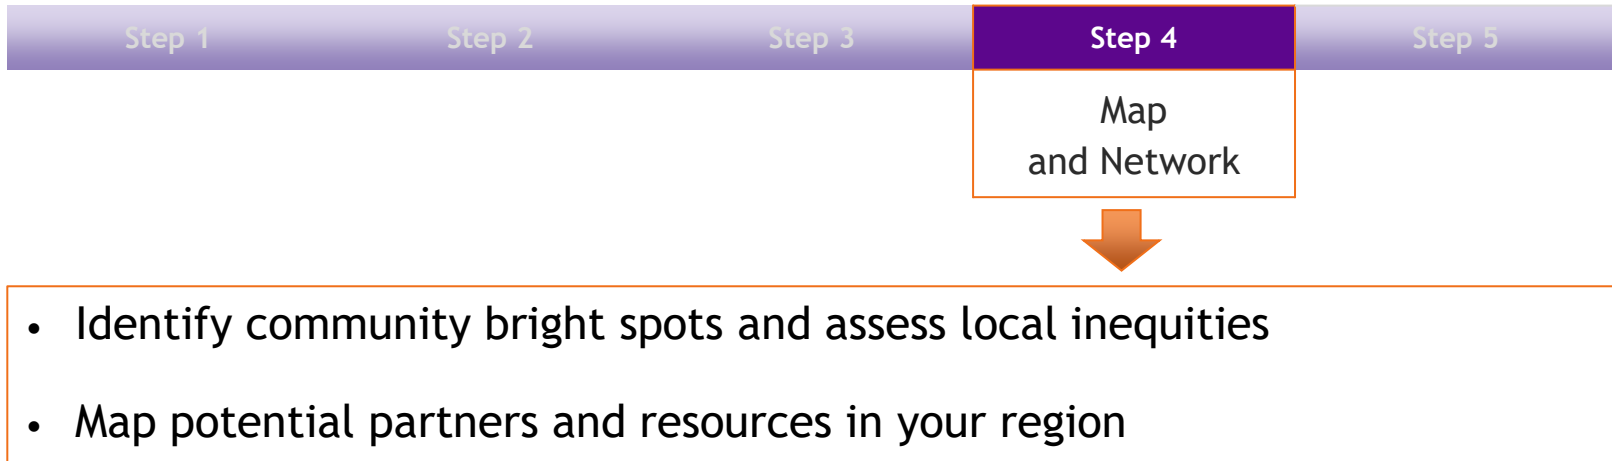 Step 1 Step 2 Step 3 Step 4 Step 5
Map
and Network
• Identify community bright spots and assess local inequities
• Map potential partners and resources in your region